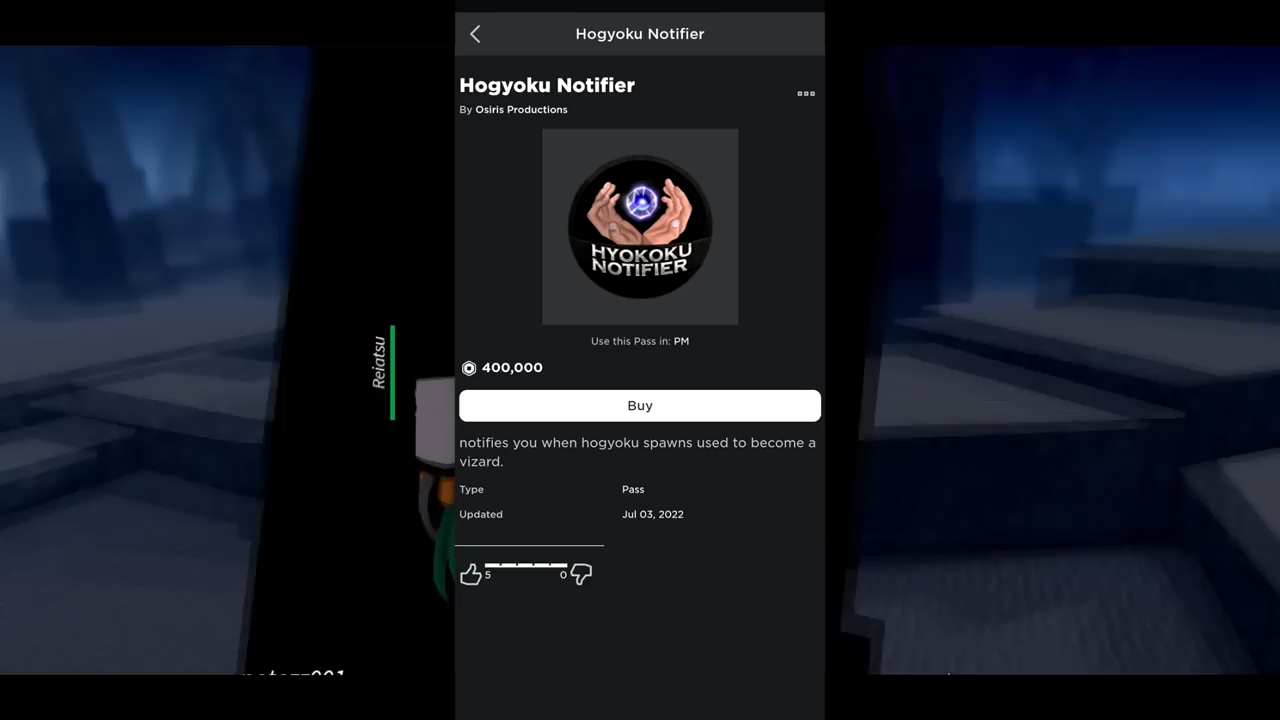 Hogyoku Notifier
Hogyoku Notifier
By Osiris Productions
HYOKOKU
NOTIFIER
Use this Pass in: PM
400,000
Buy
notifies you when hogyoku spawns used to become a
vizard.
Type Pass
Updated Jul 03, 2022
5 0
Reiatsu